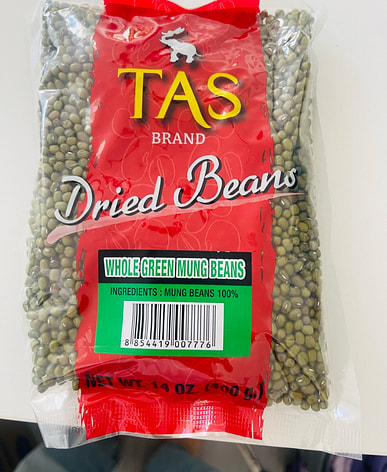 TAS
BRAND
Dried Beans
WHOLE GREEN MUNG BEANS
INGREDIENTS : MUNG BEANS 100%
8 854419 007776
NET WT. 14 OZ. (400 g.)